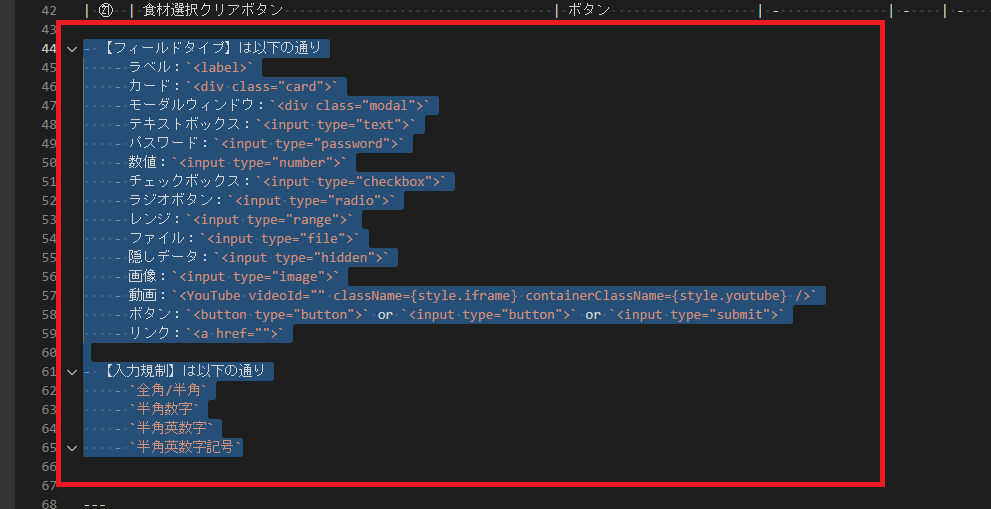 42 | ㉑ | 食材選択クリアボタン | ボタン | - | - | -
43
44 - 【フィールドタイプ】は以下の通り
45 - ラベル：`<label>`
46 - カード：`<div class="card">`
47 - モーダルウィンドウ：`<div class="modal">`
48 - テキストボックス：`<input type="text">`
49 - パスワード：`<input type="password">`
50 - 数値：`<input type="number">`
51 - チェックボックス：`<input type="checkbox">`
52 - ラジオボタン：`<input type="radio">`
53 - レンジ：`<input type="range">`
54 - ファイル：`<input type="file">`
55 - 隠しデータ：`<input type="hidden">`
56 - 画像：`<input type="image">`
57 - 動画：`<YouTube videoId="" className={style.iframe} containerClassName={style.youtube} />`
58 - ボタン：`<button type="button">` or `<input type="button">` or `<input type="submit">`
59 - リンク：`<a href="">`
60
61 - 【入力規制】は以下の通り
62 - `全角/半角`
63 - `半角数字`
64 - `半角英数字`
65 - `半角英数字記号`
66
67
68 ---